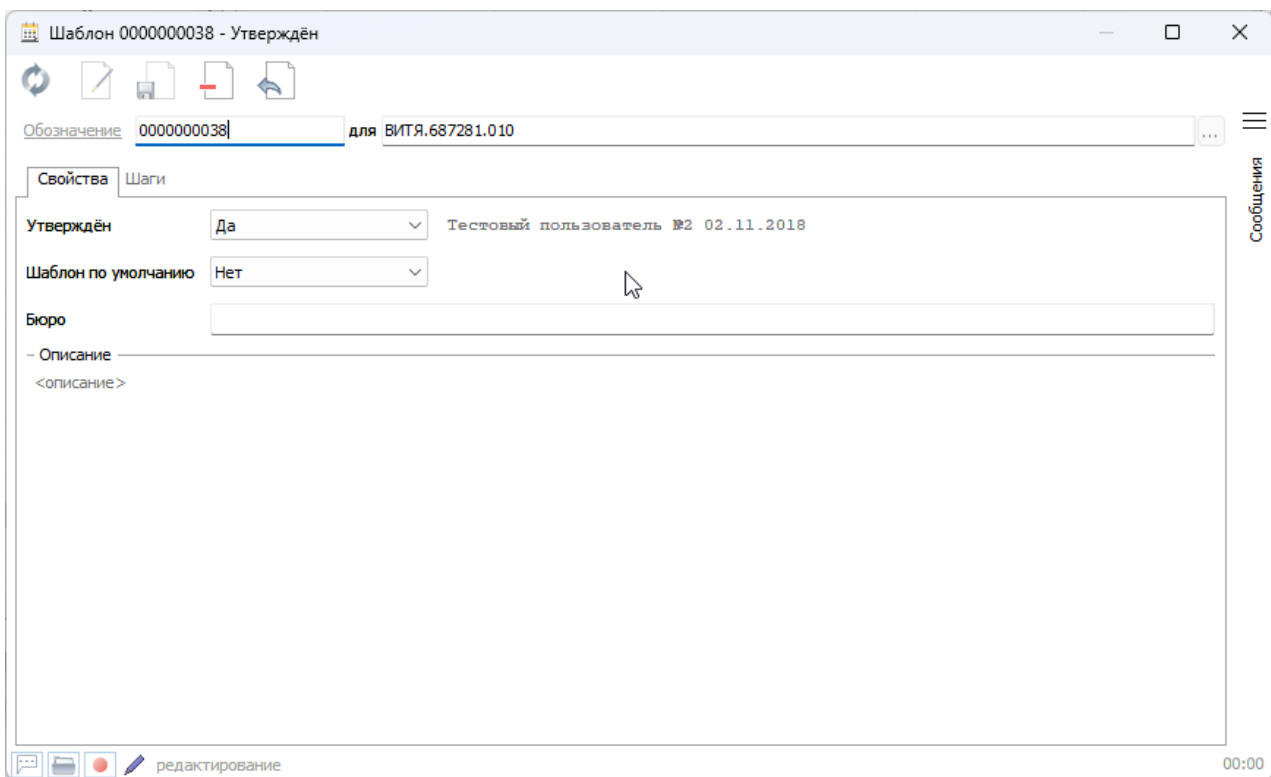 Шаблон 0000000038 - Утверждён
Обозначение 0000000038 для ВИТЯ.687281.010 ...
Сообщения
Свойства Шаги
Утверждён Да Тестовый пользователь №2 02.11.2018
Шаблон по умолчанию Нет
Бюро
Описание
<описание>
редактирование 00:00